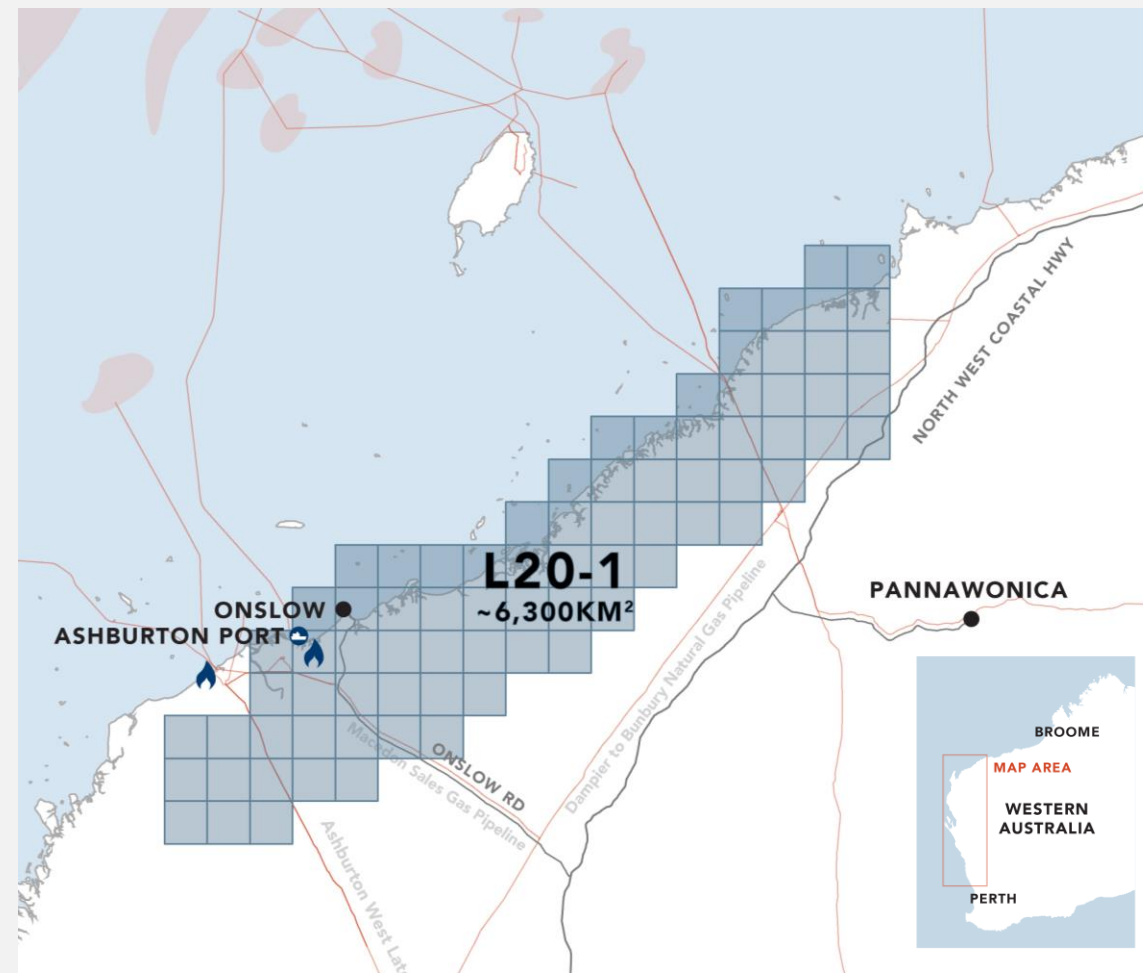 NORTH WEST COASTAL HWY
L20-1
~6,300KM²
PANNAWONICA
ONSLOW
ASHBURTON PORT
Dampier to Bunbury Natural Gas Pipeline
ONSLOW RD
Macedon Sales Gas Pipeline
Ashburton West Late
BROOME
MAP AREA
WESTERN
AUSTRALIA
PERTH